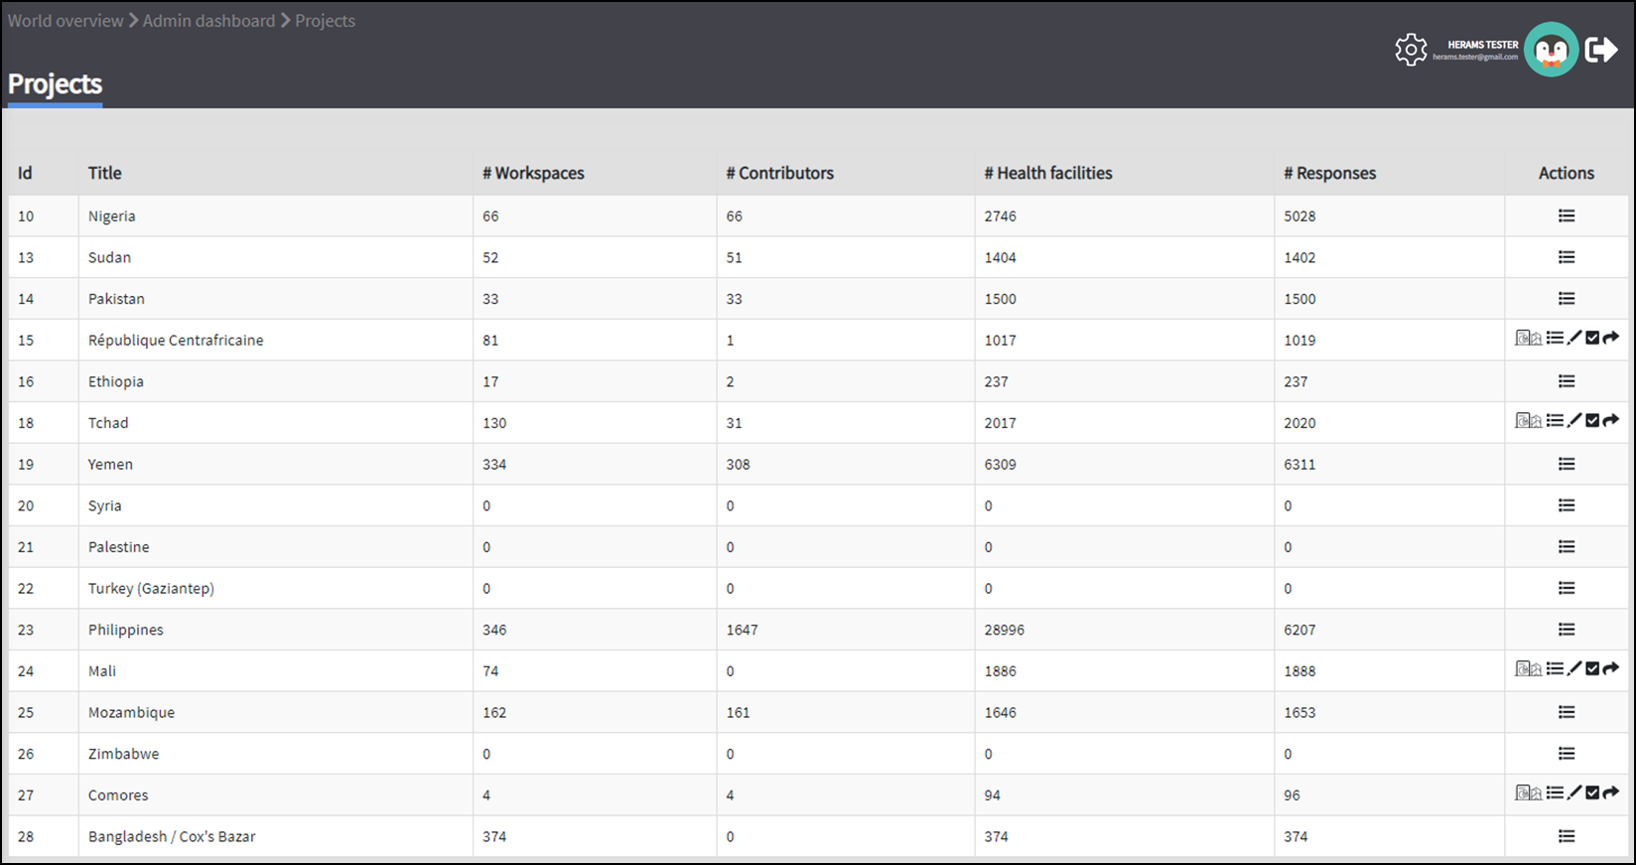 World overview > Admin dashboard > Projects
HERAMS TESTER
herams.tester@gmail.com
Projects
Id Title # Workspaces # Contributors # Health facilities # Responses Actions
10 Nigeria 66 66 2746 5028
13 Sudan 52 51 1404 1402
14 Pakistan 33 33 1500 1500
15 République Centrafricaine 81 1 1017 1019
16 Ethiopia 17 2 237 237
18 Tchad 130 31 2017 2020
19 Yemen 334 308 6309 6311
20 Syria 0 0 0 0
21 Palestine 0 0 0 0
22 Turkey (Gaziantep) 0 0 0 0
23 Philippines 346 1647 28996 6207
24 Mali 74 0 1886 1888
25 Mozambique 162 161 1646 1653
26 Zimbabwe 0 0 0 0
27 Comores 4 4 94 96
28 Bangladesh / Cox's Bazar 374 0 374 374